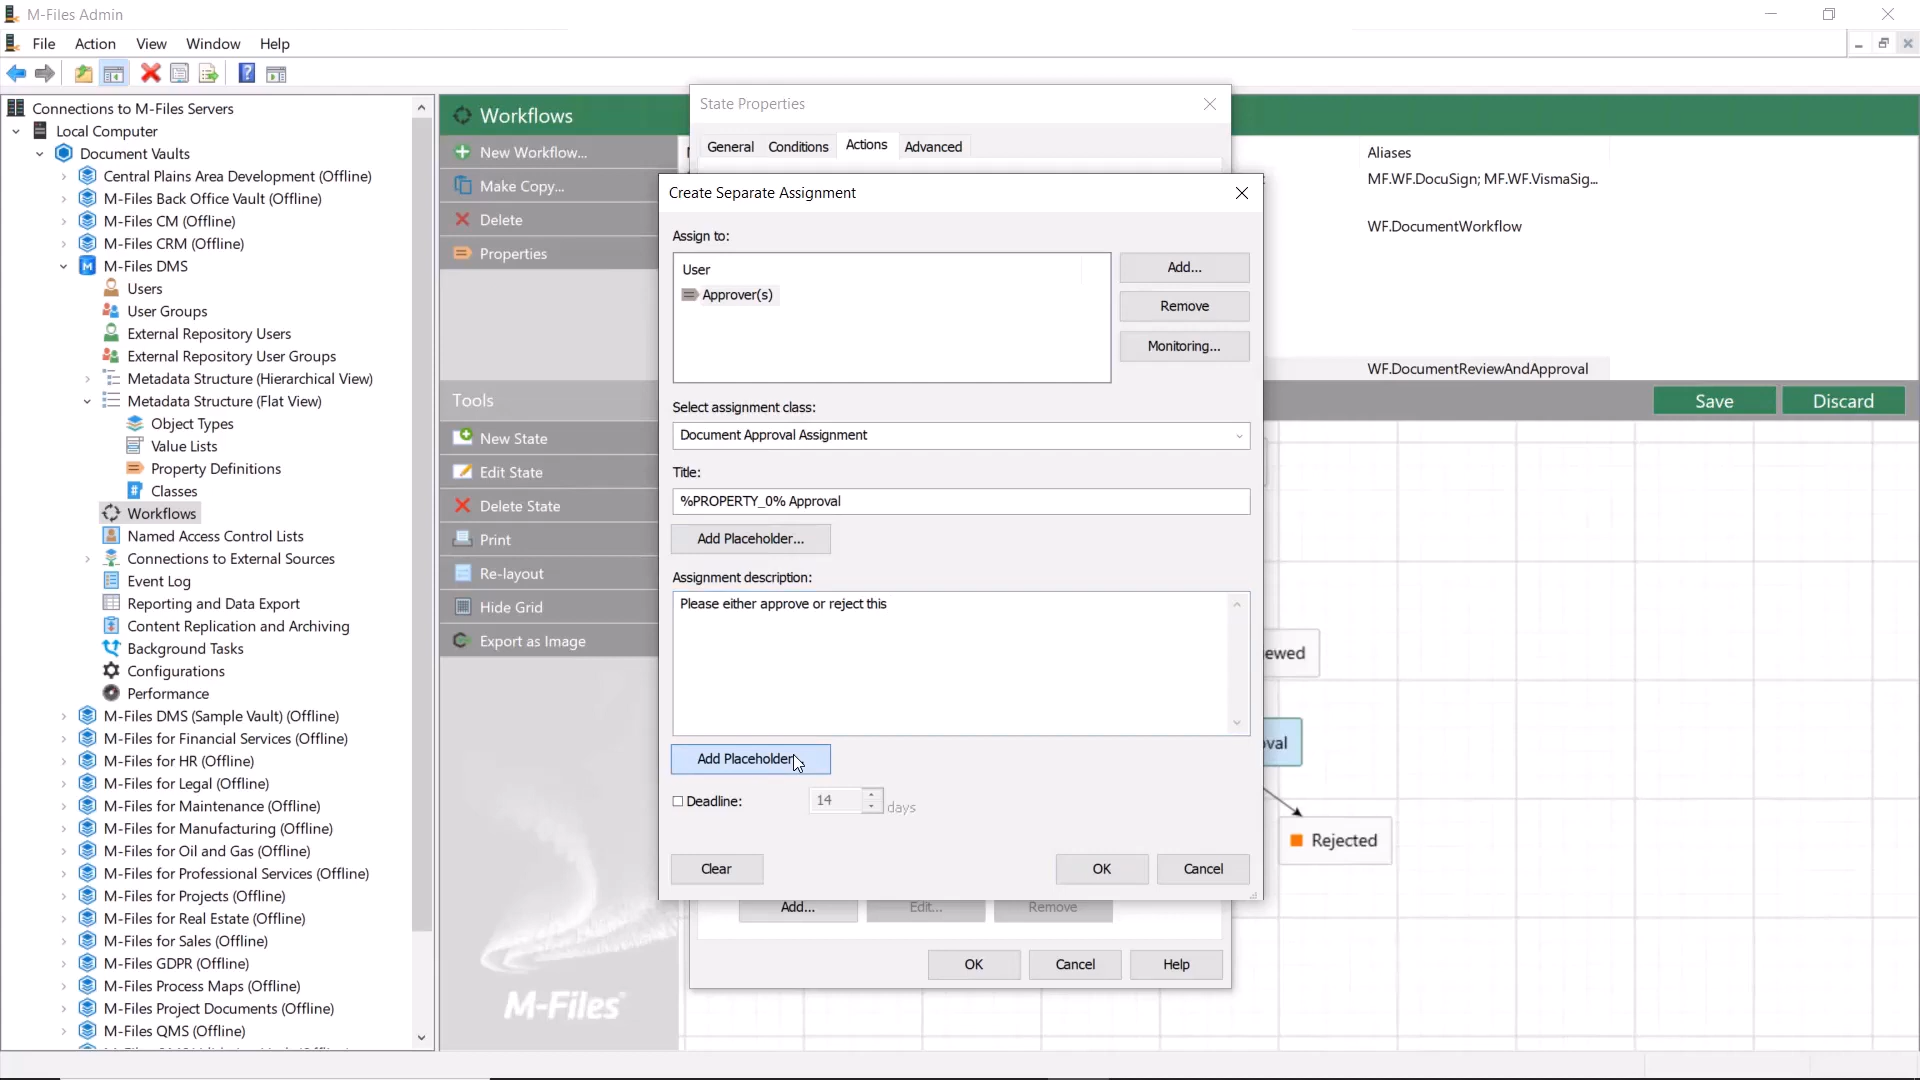 M-Files Admin
File Action View Window Help
Connections to M-Files Servers
Local Computer
Document Vaults
Central Plains Area Development (Offline)
M-Files Back Office Vault (Offline)
M-Files CM (Offline)
M-Files CRM (Offline)
M-Files DMS
Users
User Groups
External Repository Users
External Repository User Groups
Metadata Structure (Hierarchical View)
Metadata Structure (Flat View)
Object Types
Value Lists
Property Definitions
Classes
Workflows
Named Access Control Lists
Connections to External Sources
Event Log
Reporting and Data Export
Content Replication and Archiving
Background Tasks
Configurations
Performance
M-Files DMS (Sample Vault) (Offline)
M-Files for Financial Services (Offline)
M-Files for HR (Offline)
M-Files for Legal (Offline)
M-Files for Maintenance (Offline)
M-Files for Manufacturing (Offline)
M-Files for Oil and Gas (Offline)
M-Files for Professional Services (Offline)
M-Files for Projects (Offline)
M-Files for Real Estate (Offline)
M-Files for Sales (Offline)
M-Files GDPR (Offline)
M-Files Process Maps (Offline)
M-Files Project Documents (Offline)
M-Files QMS (Offline)
Workflows
New Workflow...
Make Copy...
Delete
Properties
Tools
New State
Edit State
Delete State
Print
Re-layout
Hide Grid
Export as Image
M-Files
State Properties
General Conditions Actions Advanced
Create Separate Assignment
Assign to:
User
Approver(s)
Add...
Remove
Monitoring...
Select assignment class:
Document Approval Assignment
Title:
%PROPERTY_0% Approval
Add Placeholder...
Assignment description:
Please either approve or reject this
Add Placeholder
Deadline: 14 days
Clear OK Cancel
Add... Edit... Remove
OK Cancel Help
Aliases
MF.WF.DocuSign; MF.WF.VismaSig...
WF.DocumentWorkflow
WF.DocumentReviewAndApproval
Save Discard
ewed
oval
Rejected